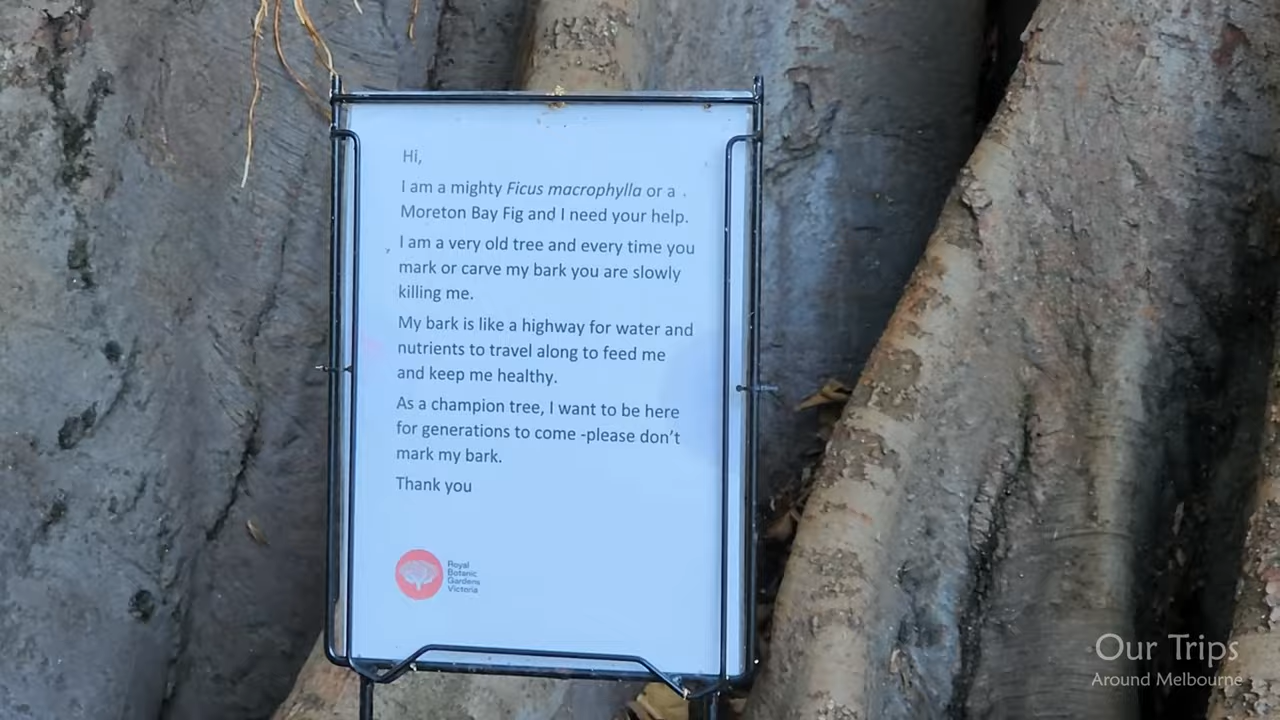 Hi,
I am a mighty Ficus macrophylla or a
Moreton Bay Fig and I need your help.
I am a very old tree and every time you
mark or carve my bark you are slowly
killing me.
My bark is like a highway for water and
nutrients to travel along to feed me
and keep me healthy.
As a champion tree, I want to be here
for generations to come -please don't
mark my bark.
Thank you
Royal
Botanic
Gardens
Victoria
Our Trips
Around Melbourne